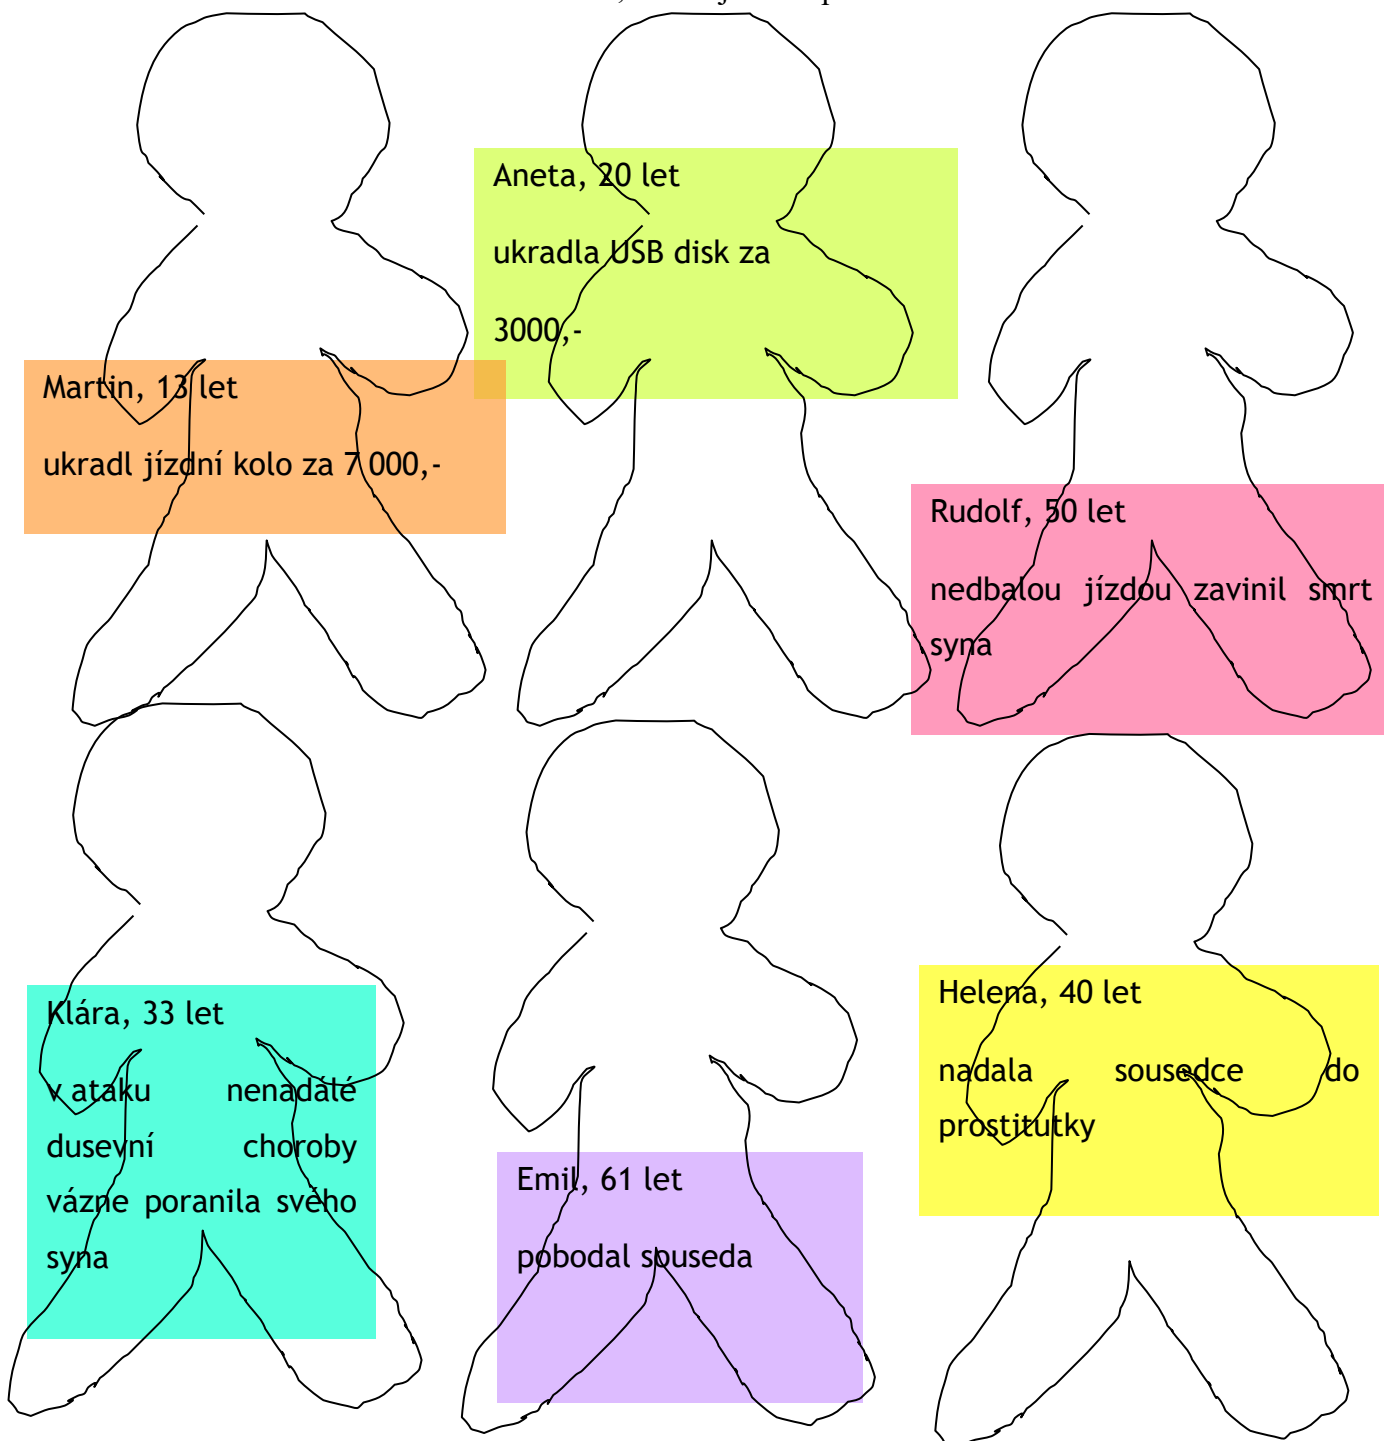 Aneta, 20 let
ukradla USB disk za
3000,-
Martin, 13 let
ukradl jízdní kolo za 7 000,-
Rudolf, 50 let
nedbalou jízdou zavinil smrt
syna
Klára, 33 let
v ataku nenadálé
dusevní choroby
vázne poranila svého
syna
Emil, 61 let
pobodal souseda
Helena, 40 let
nadala sousedce do
prostitutky